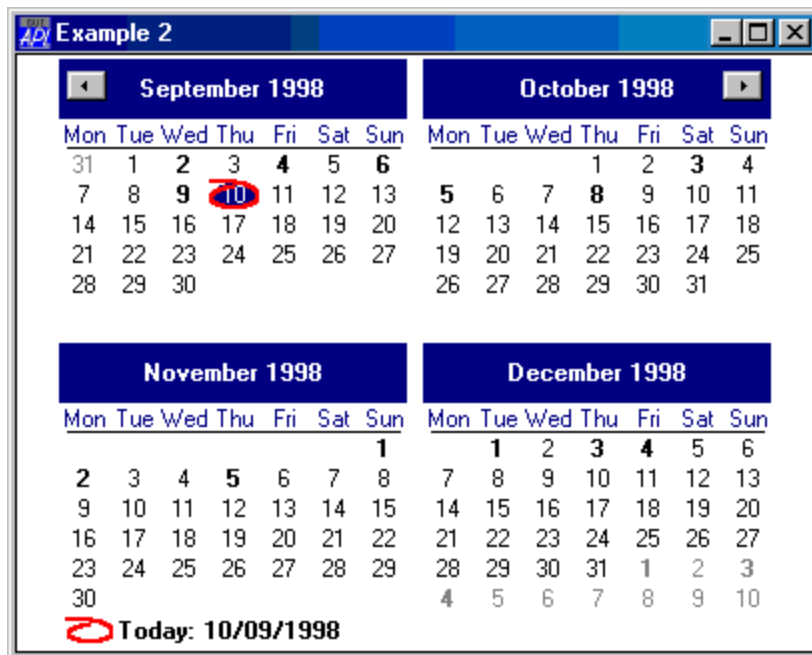 API Example 2
September 1998 October 1998
Mon Tue Wed Thu Fri Sat Sun Mon Tue Wed Thu Fri Sat Sun
31 1 2 3 4 5 6 1 2 3 4
7 8 9 10 11 12 13 5 6 7 8 9 10 11
14 15 16 17 18 19 20 12 13 14 15 16 17 18
21 22 23 24 25 26 27 19 20 21 22 23 24 25
28 29 30 26 27 28 29 30 31
November 1998 December 1998
Mon Tue Wed Thu Fri Sat Sun Mon Tue Wed Thu Fri Sat Sun
1 1 2 3 4 5 6
2 3 4 5 6 7 8 7 8 9 10 11 12 13
9 10 11 12 13 14 15 14 15 16 17 18 19 20
16 17 18 19 20 21 22 21 22 23 24 25 26 27
23 24 25 26 27 28 29 28 29 30 31 1 2 3
30 4 5 6 7 8 9 10
Today: 10/09/1998